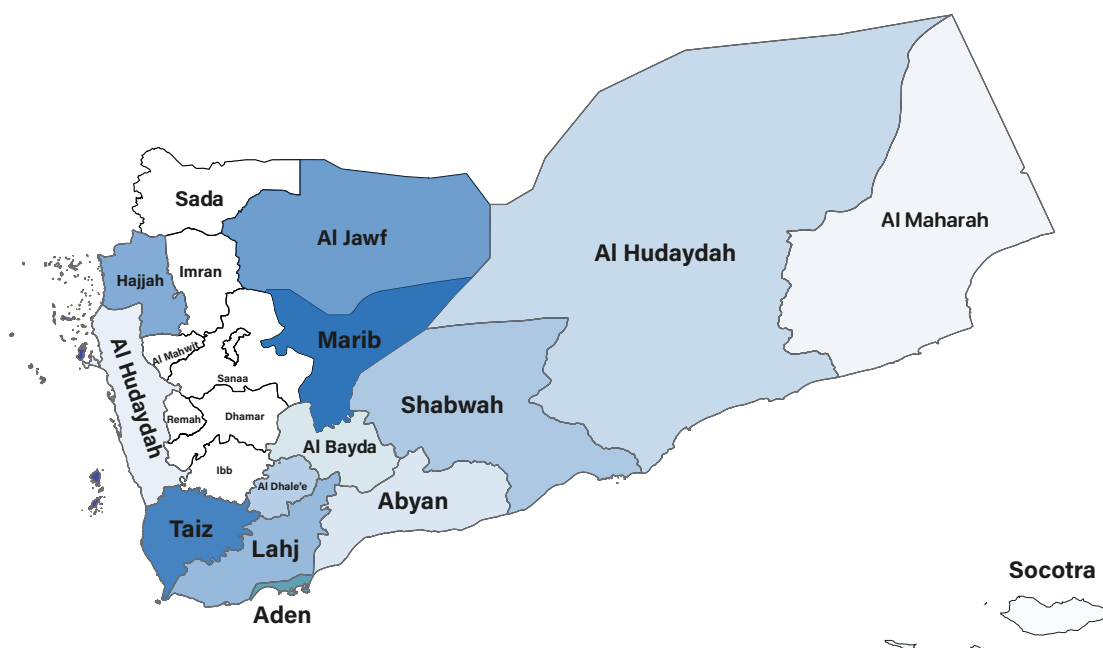 Sada
Al Jawf
Al Hudaydah
Al Maharah
Hajjah
Imran
Marib
Al Mahwit
Al Hudaydah
Sanaa
Shabwah
Remah
Dhamar
Al Bayda
Ibb
Al Dhale'e
Abyan
Taiz
Lahj
Socotra
Aden